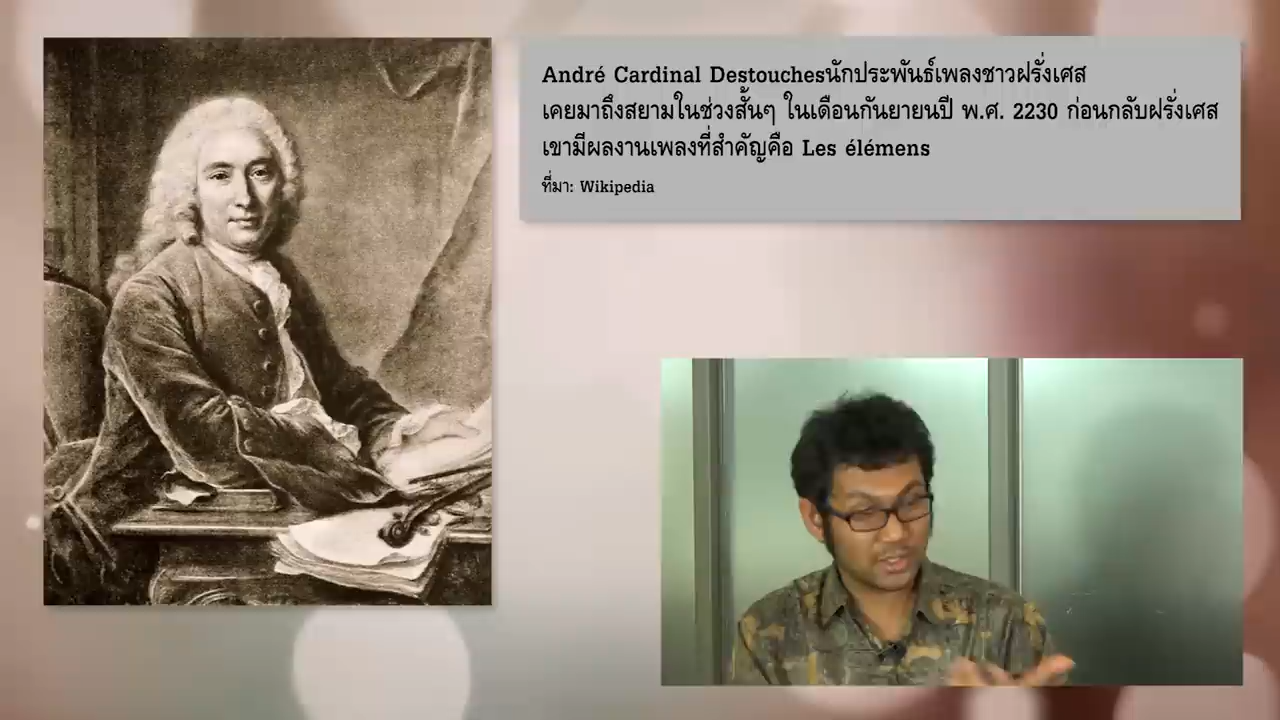 André Cardinal Destouchesนักประพันธ์เพลงชาวฝรั่งเศส
เคยมาถึงสยามในช่วงสั้นๆ ในเดือนกันยายนปี พ.ศ. 2230 ก่อนกลับฝรั่งเศส
เขามีผลงานเพลงที่สำคัญคือ Les élémens
ที่มา: Wikipedia